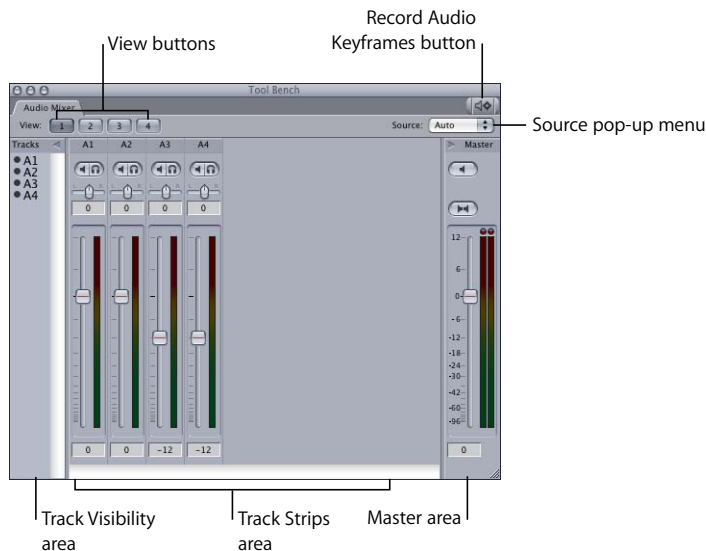 Record Audio
Keyframes button
View buttons
Tool Bench
Audio Mixer
View: 1 2 3 4
Source: Auto
Source pop-up menu
Tracks A1 A2 A3 A4 Master
A1
A2
A3
A4
L R L R L R L R
0 0 0 0
12
6
0
-6
-12
-18
-24
-30
-42
-60
-96
0 0 -12 -12 0
Track Visibility
area
Track Strips
area
Master area